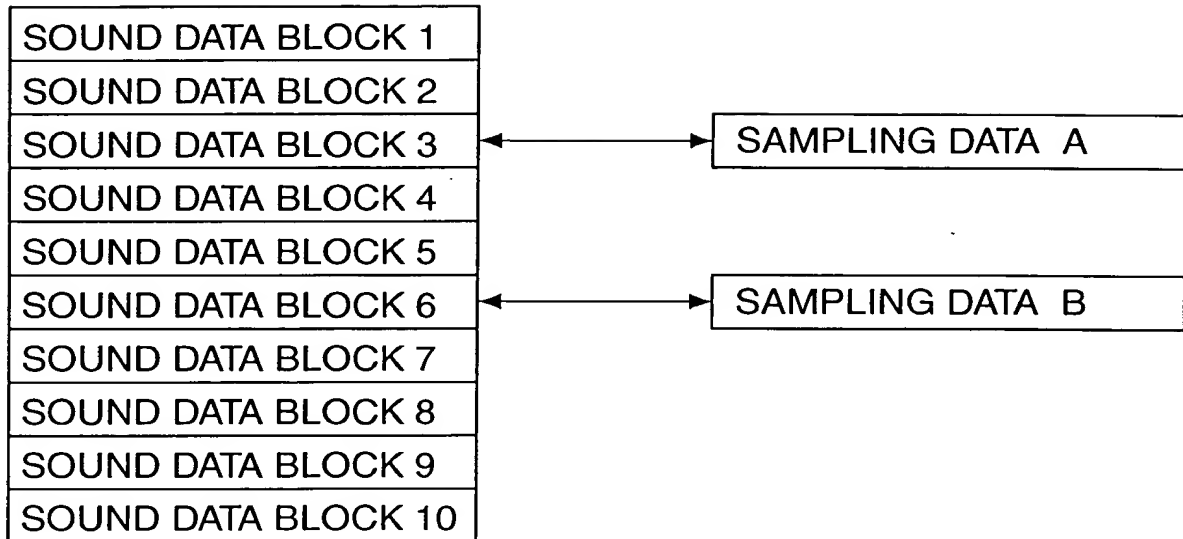 SOUND DATA BLOCK 1
SOUND DATA BLOCK 2
SOUND DATA BLOCK 3
SAMPLING DATA A
SOUND DATA BLOCK 4
SOUND DATA BLOCK 5
SOUND DATA BLOCK 6
SAMPLING DATA B
SOUND DATA BLOCK 7
SOUND DATA BLOCK 8
SOUND DATA BLOCK 9
SOUND DATA BLOCK 10